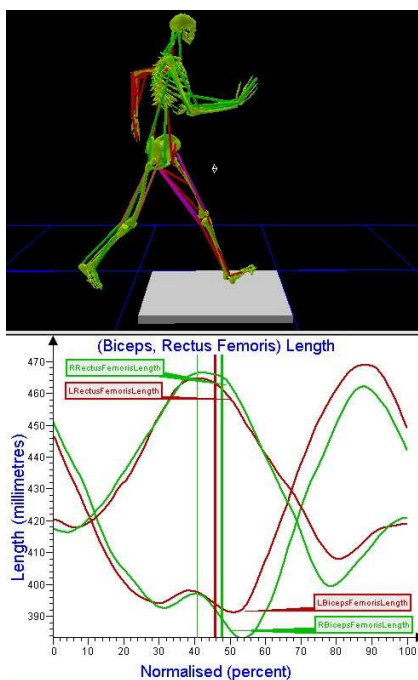 (Biceps, Rectus Femoris) Length
RRectusFemorisLength
LRectusFemorisLength
LBicepsFemorisLength
RBicepsFemorisLength
Length (millimetres)
470
460
450
440
430
420
410
400
390
0 10 20 30 40 50 60 70 80 90 100
Normalised (percent)